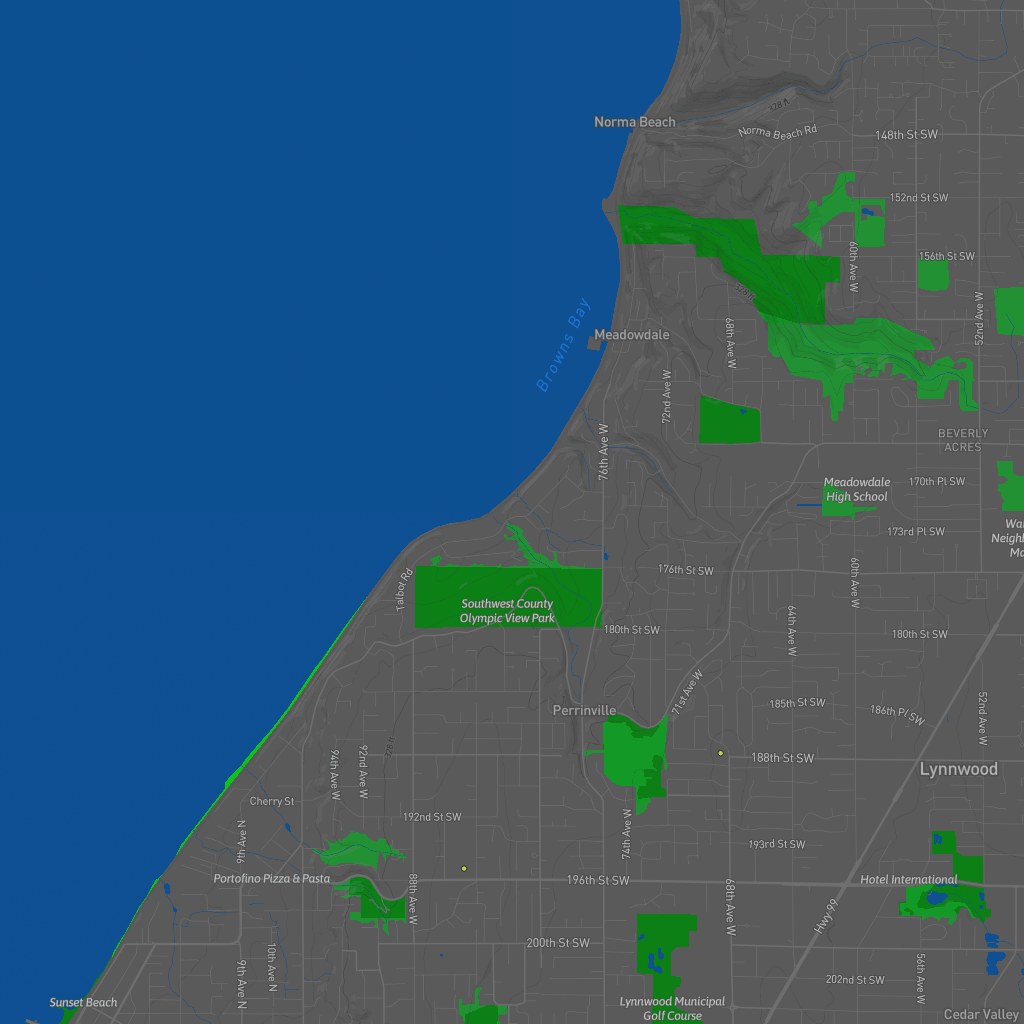 328 ft
Norma Beach
Norma Beach Rd
148th St SW
152nd St SW
60th Ave W
156th St SW
328 ft
52nd Ave W
Browns Bay
Meadowdale
68th Ave W
72nd Ave W
76th Ave W
BEVERLY
ACRES
Meadowdale
High School
170th Pl SW
173rd Pl SW
176th St SW
60th Ave W
Talbot Rd
Southwest County
Olympic View Park
180th St SW
64th Ave W
180th St SW
71st Ave W
185th St SW
186th Pl SW
52nd Ave W
Perrinville
328 ft
94th Ave W
92nd Ave W
188th St SW
Lynnwood
Cherry St
192nd St SW
9th Ave N
74th Ave W
193rd St SW
Portofino Pizza & Pasta
88th Ave W
196th St SW
68th Ave W
Hotel International
Hwy 99
200th St SW
9th Ave N
10th Ave N
202nd St SW
56th Ave W
Sunset Beach
Lynnwood Municipal
Golf Course
Cedar Valley